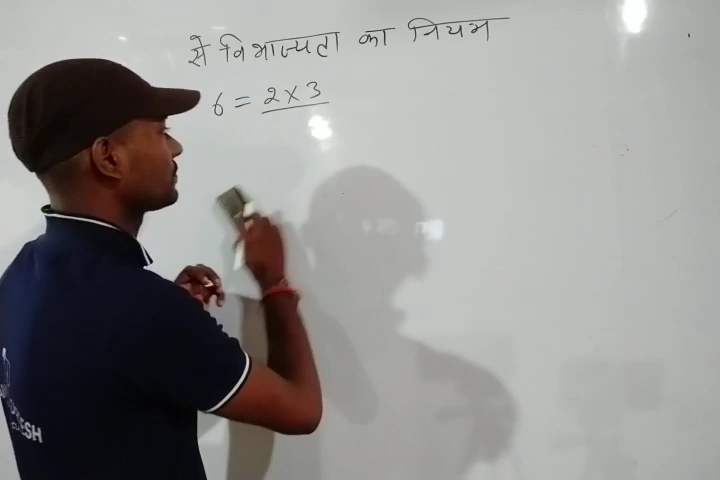 से विभाज्यता का नियम
6 = 2 × 3